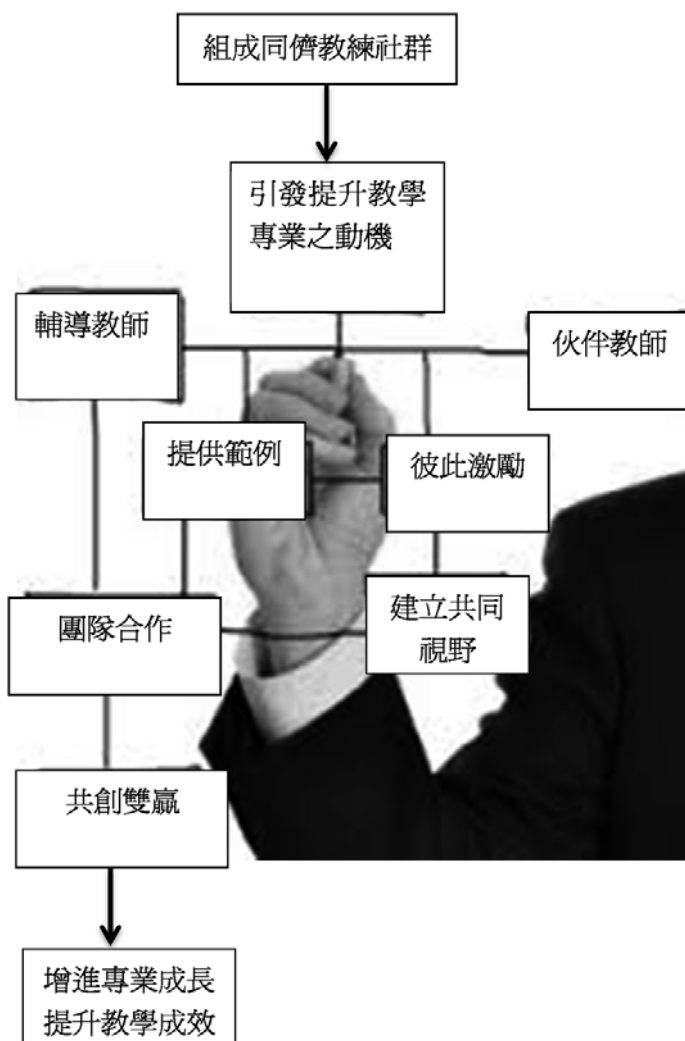 組成同儕教練社群
引發提升教學
專業之動機
輔導教師
伙伴教師
提供範例
彼此激勵
團隊合作
建立共同
視野
共創雙贏
增進專業成長
提升教學成效